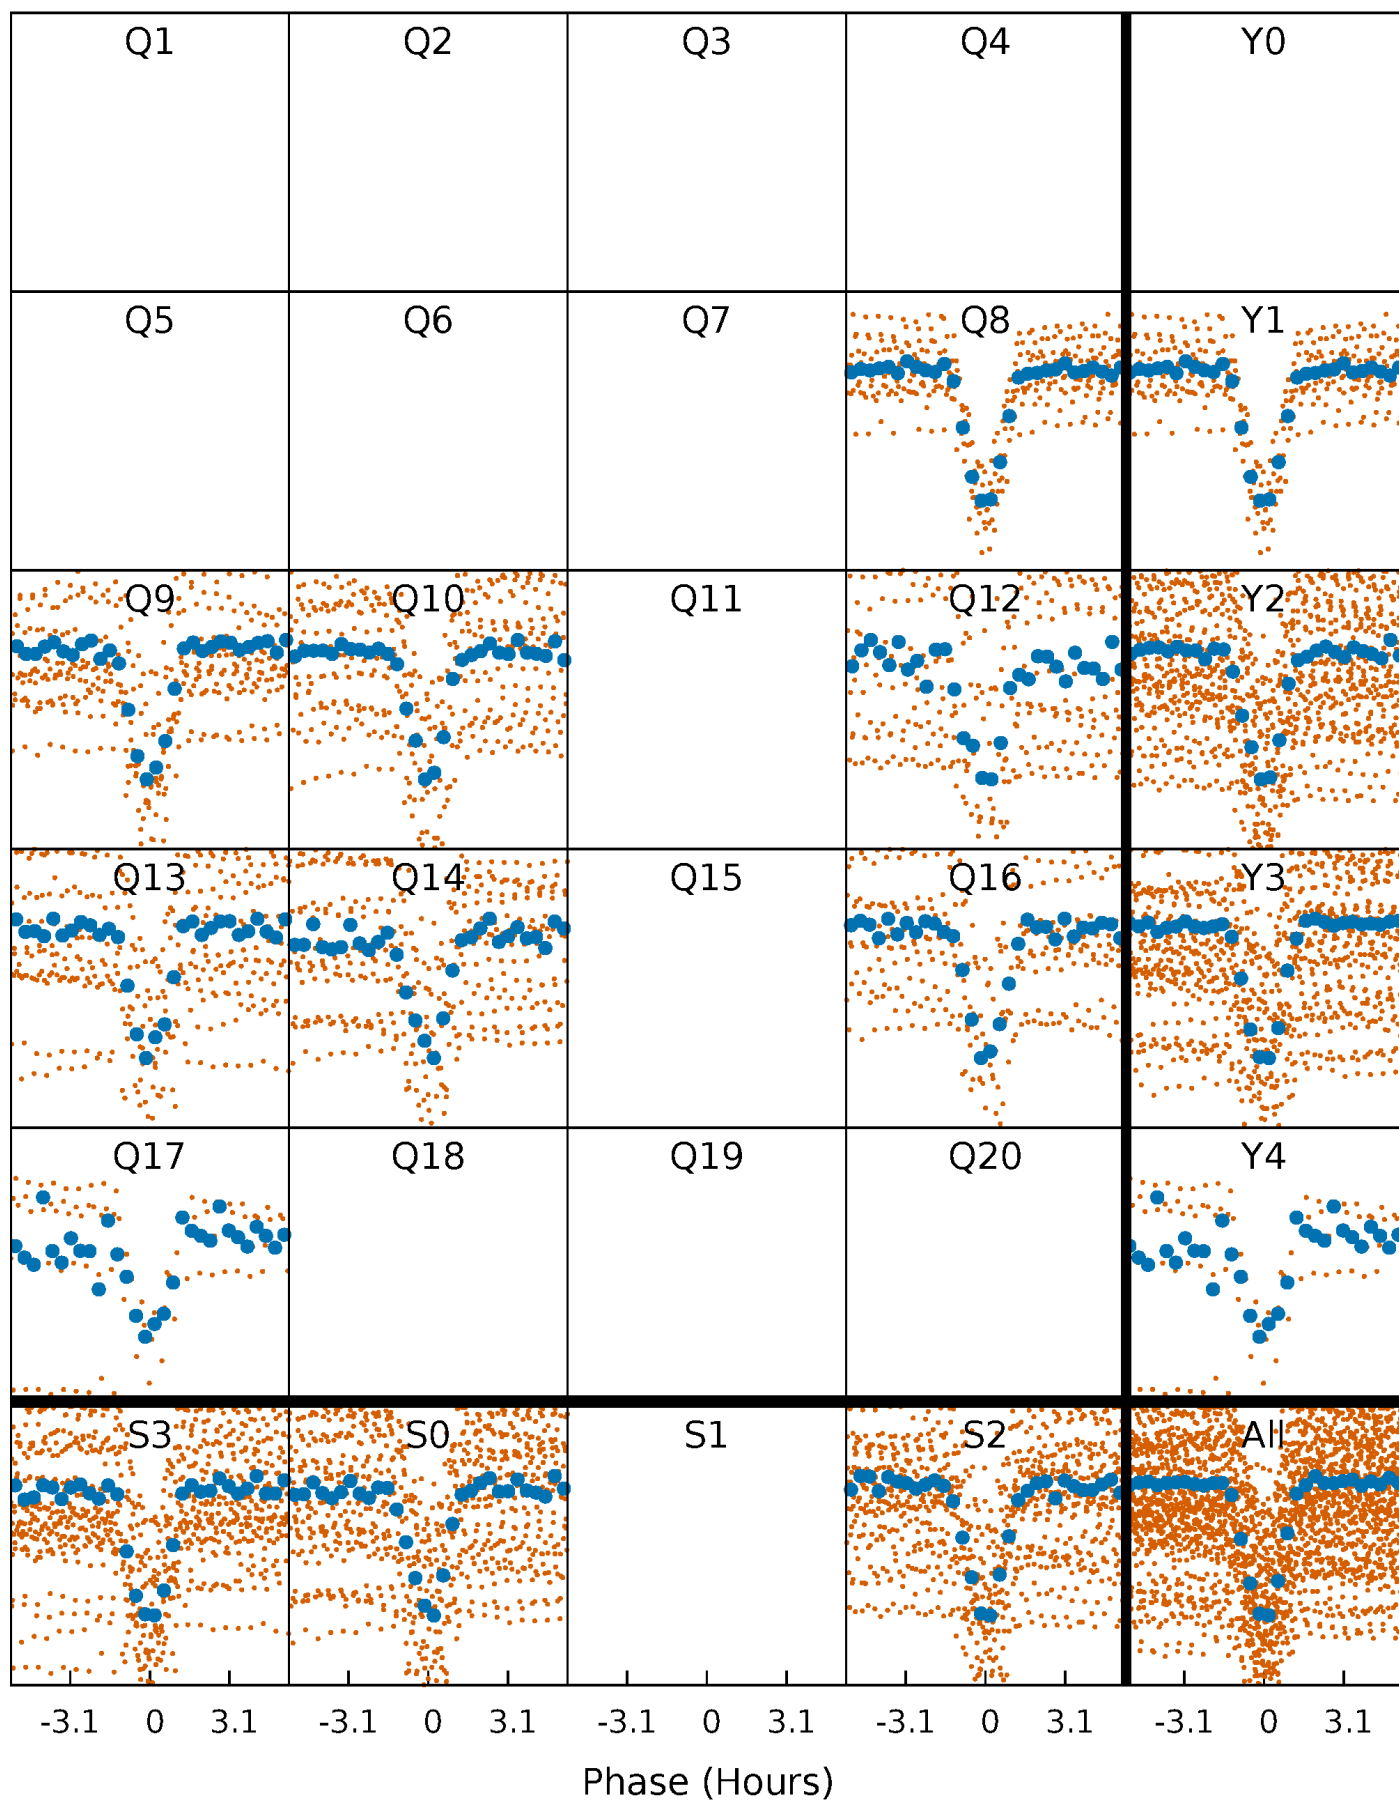 Q1 Q2 Q3 Q4 Y0
Q5 Q6 Q7 Q8 Y1
Q9 Q10 Q11 Q12 Y2
Q13 Q14 Q15 Q16 Y3
Q17 Q18 Q19 Q20 Y4
S3 S0 S1 S2 All
-3.1 0 3.1 -3.1 0 3.1 -3.1 0 3.1 -3.1 0 3.1 -3.1 0 3.1
Phase (Hours)